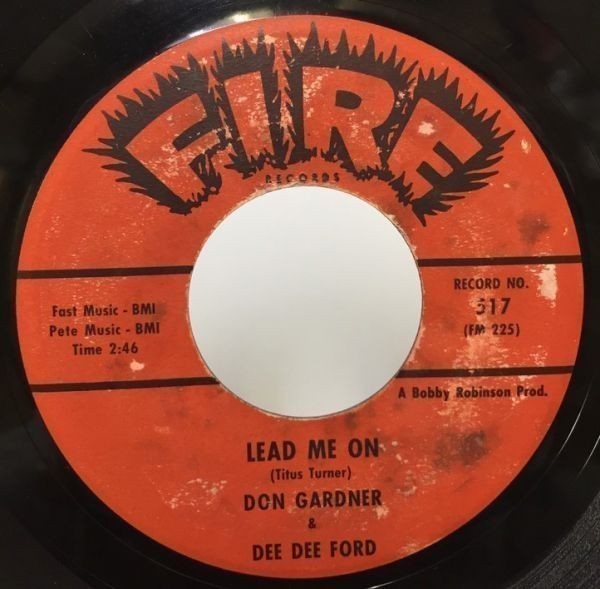 FIRE
RECORDS
Fast Music - BMI
Pete Music - BMI
Time 2:46
RECORD NO.
517
(FM 225)
A Bobby Robinson Prod.
LEAD ME ON
(Titus Turner)
DON GARDNER
&
DEE DEE FORD